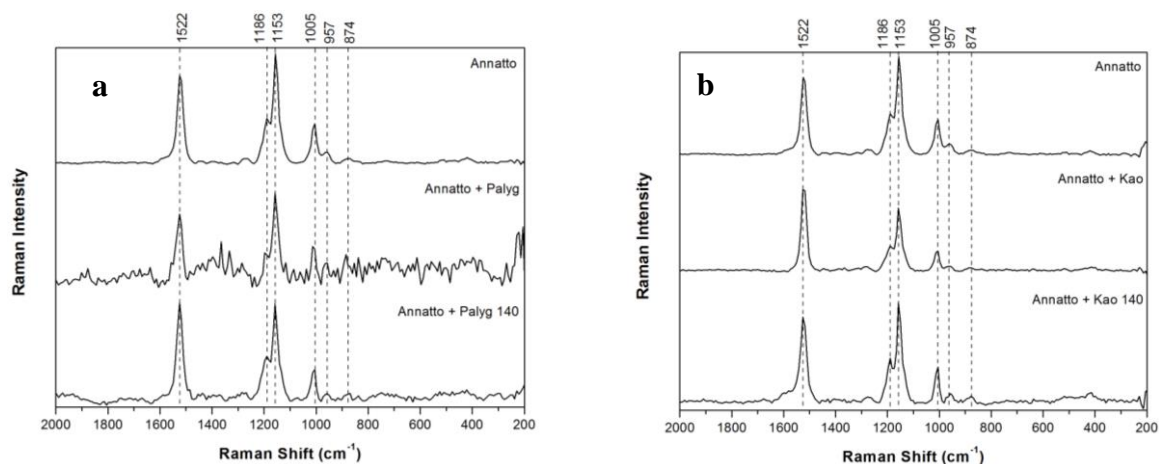 1522
1186
1153
1005
957
874
a
Annatto
Annatto + Palyg
Annatto + Palyg 140
Raman Intensity
2000 1800 1600 1400 1200 1000 800 600 400 200
Raman Shift (cm⁻¹)
1522
1186
1153
1005
957
874
b
Annatto
Annatto + Kao
Annatto + Kao 140
Raman Intensity
2000 1800 1600 1400 1200 1000 800 600 400 200
Raman Shift (cm⁻¹)